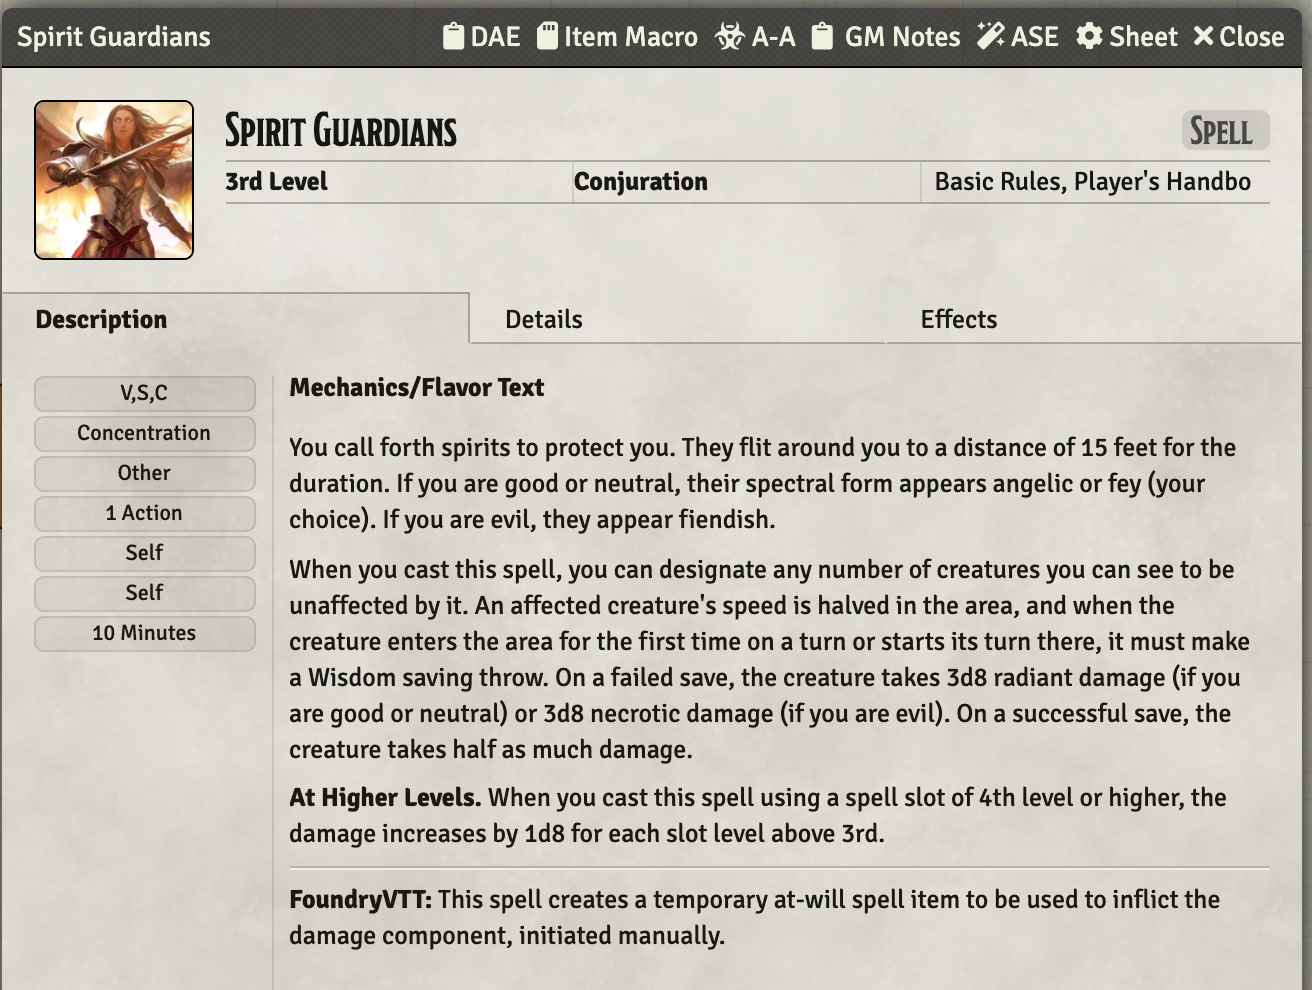 Spirit Guardians DAE Item Macro A-A GM Notes ASE Sheet Close
Spirit Guardians
Spell
3rd Level Conjuration Basic Rules, Player's Handbo
Description Details Effects
V,S,C
Concentration
Other
1 Action
Self
Self
10 Minutes
Mechanics/Flavor Text
You call forth spirits to protect you. They flit around you to a distance of 15 feet for the
duration. If you are good or neutral, their spectral form appears angelic or fey (your
choice). If you are evil, they appear fiendish.
When you cast this spell, you can designate any number of creatures you can see to be
unaffected by it. An affected creature's speed is halved in the area, and when the
creature enters the area for the first time on a turn or starts its turn there, it must make
a Wisdom saving throw. On a failed save, the creature takes 3d8 radiant damage (if you
are good or neutral) or 3d8 necrotic damage (if you are evil). On a successful save, the
creature takes half as much damage.
At Higher Levels. When you cast this spell using a spell slot of 4th level or higher, the
damage increases by 1d8 for each slot level above 3rd.
FoundryVTT: This spell creates a temporary at-will spell item to be used to inflict the
damage component, initiated manually.